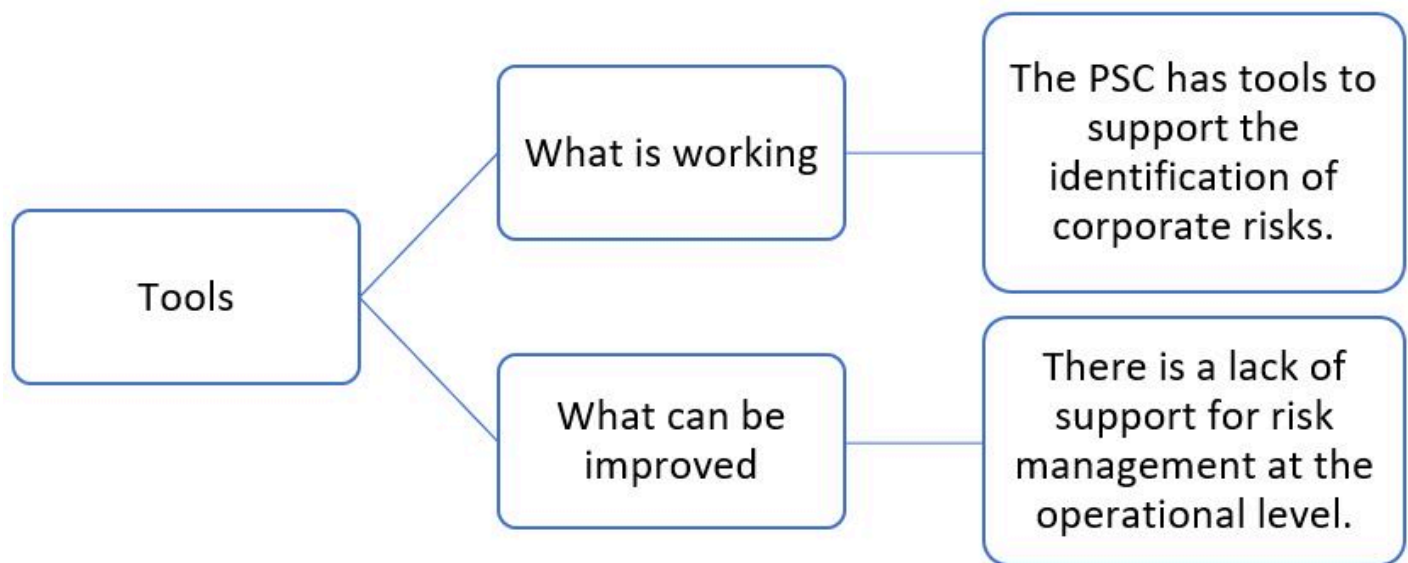 Tools
What is working
The PSC has tools to
support the
identification of
corporate risks.
What can be
improved
There is a lack of
support for risk
management at the
operational level.